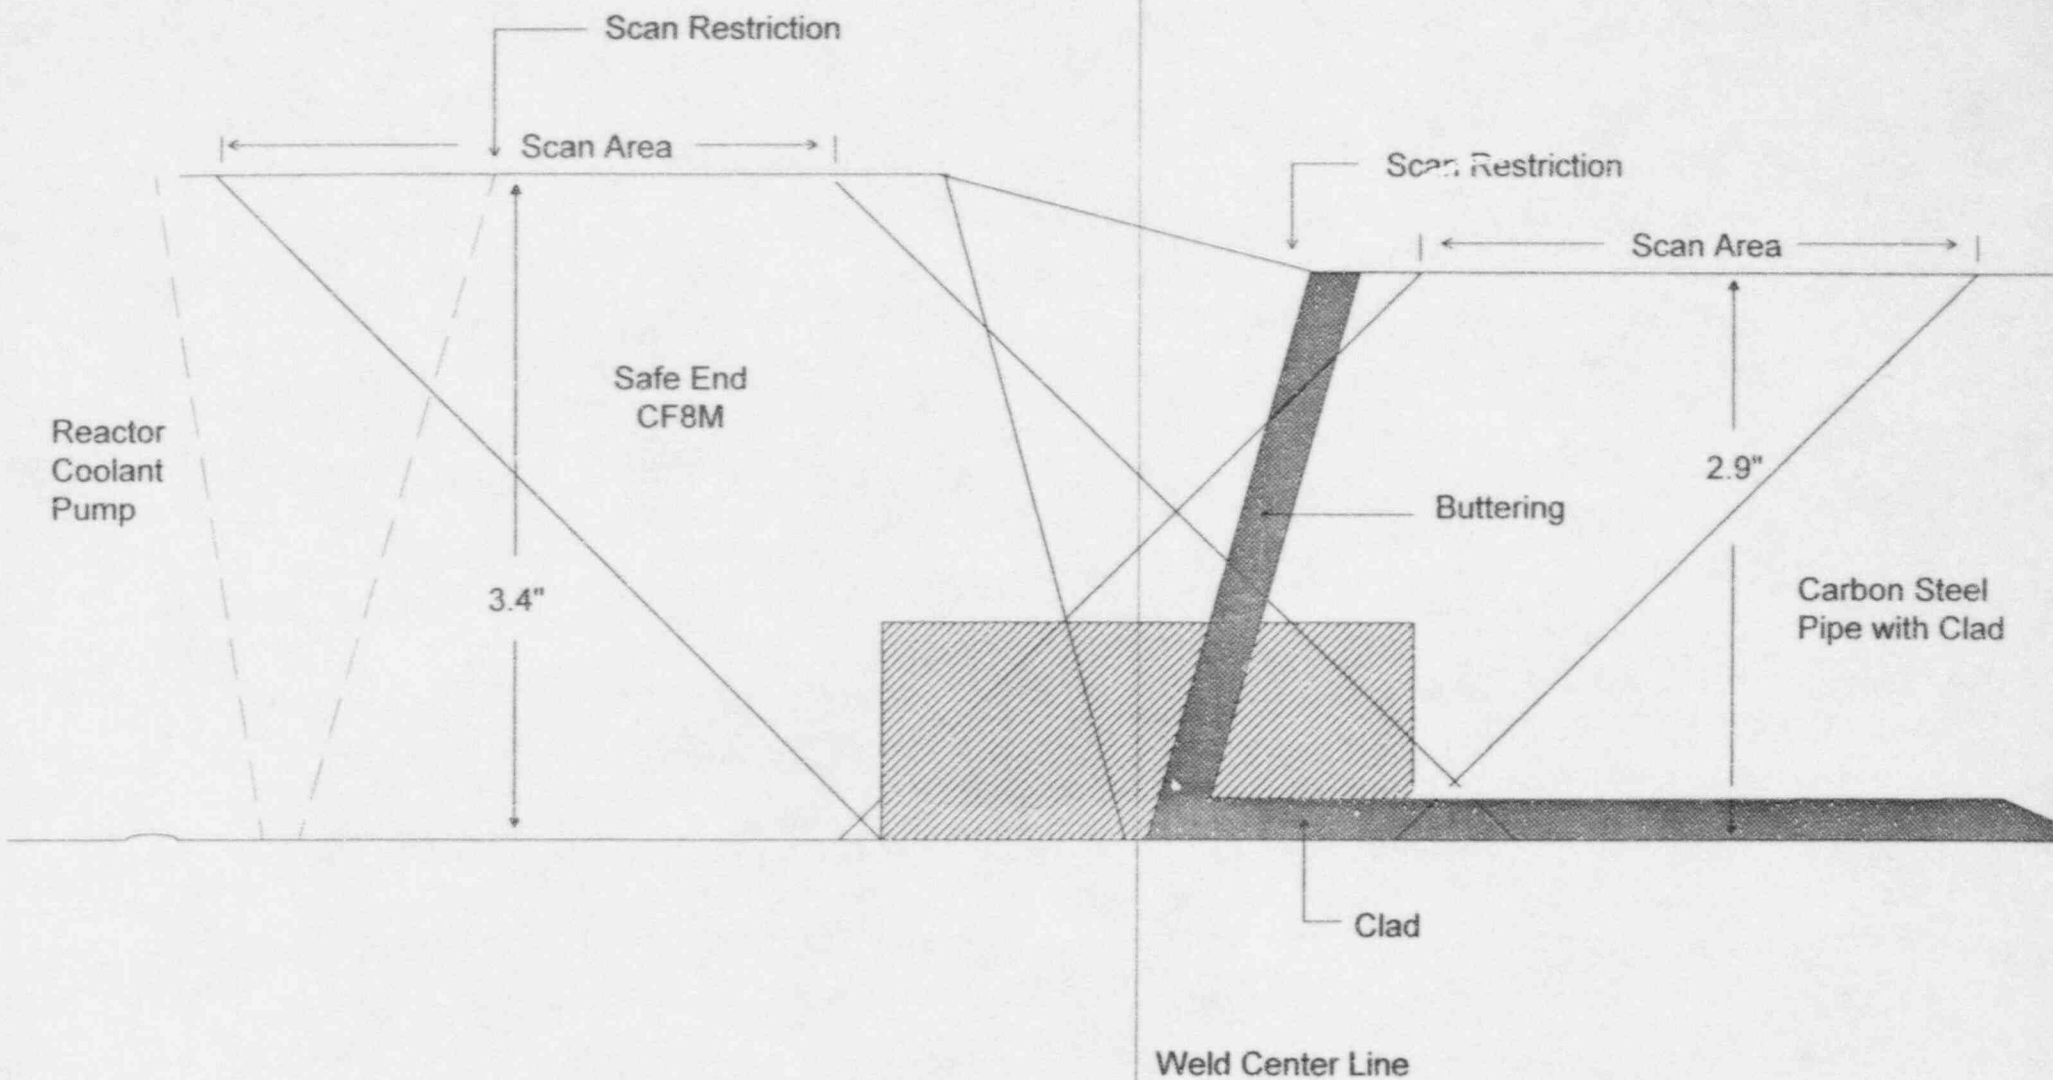 Scan Restriction
Scan Area
Scan Restriction
Scan Area
Safe End
CF8M
Reactor
Coolant
Pump
2.9"
Buttering
3.4"
Carbon Steel
Pipe with Clad
Clad
Weld Center Line